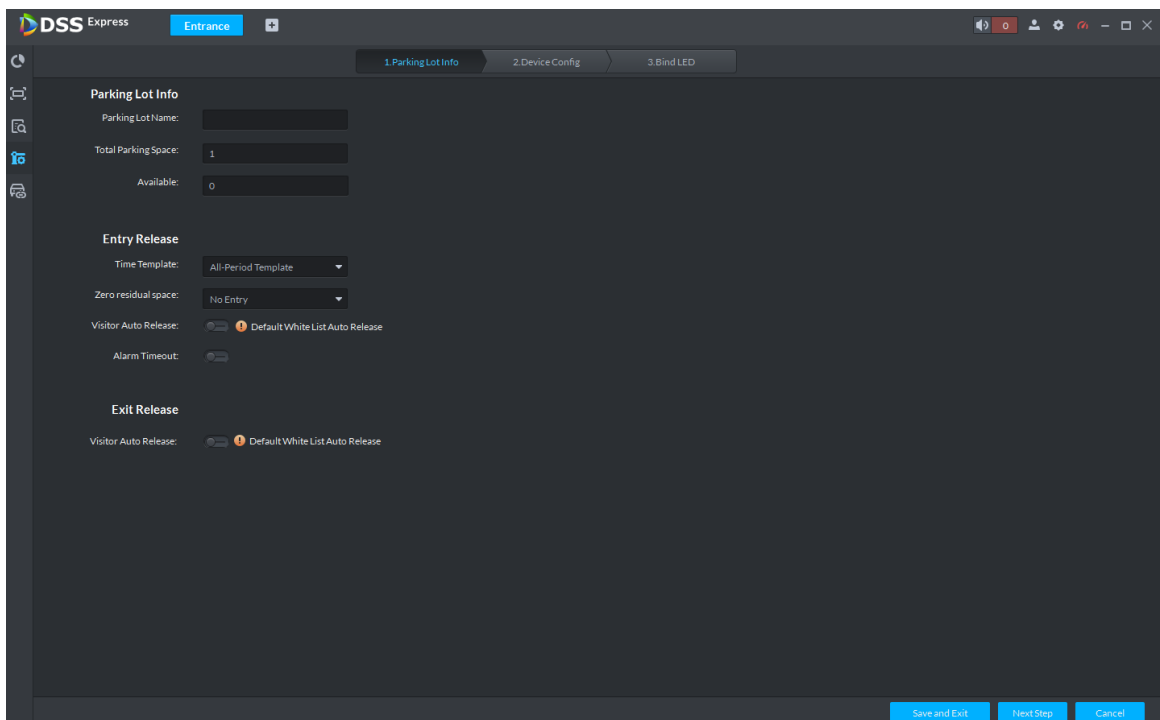 DSS Express Entrance 0
1.Parking Lot Info 2.Device Config 3.Bind LED
Parking Lot Info
Parking Lot Name:
Total Parking Space: 1
Available: 0
Entry Release
Time Template: All-Period Template
Zero residual space: No Entry
Visitor Auto Release: Default White List Auto Release
Alarm Timeout:
Exit Release
Visitor Auto Release: Default White List Auto Release
Save and Exit Next Step Cancel